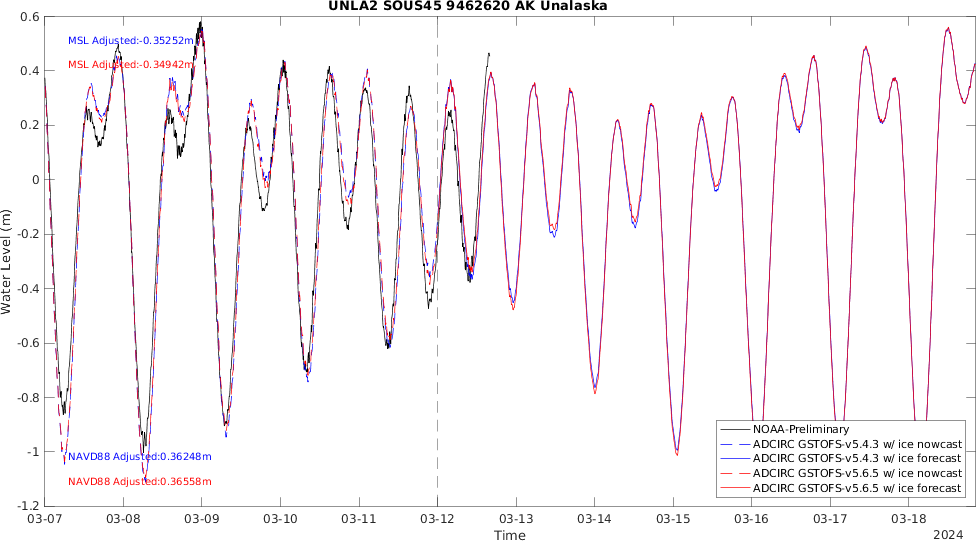 UNLA2 SOUS45 9462620 AK Unalaska
0.6
MSL Adjusted:-0.35252m
MSL Adjusted:-0.34942m
0.4
0.2
0
-0.2
-0.4
-0.6
-0.8
-1
-1.2
Water Level (m)
NAVD88 Adjusted:0.36248m
NAVD88 Adjusted:0.36558m
NOAA-Preliminary
ADCIRC GSTOFS-v5.4.3 w/ ice nowcast
ADCIRC GSTOFS-v5.4.3 w/ ice forecast
ADCIRC GSTOFS-v5.6.5 w/ ice nowcast
ADCIRC GSTOFS-v5.6.5 w/ ice forecast
03-07 03-08 03-09 03-10 03-11 03-12 03-13 03-14 03-15 03-16 03-17 03-18
Time
2024